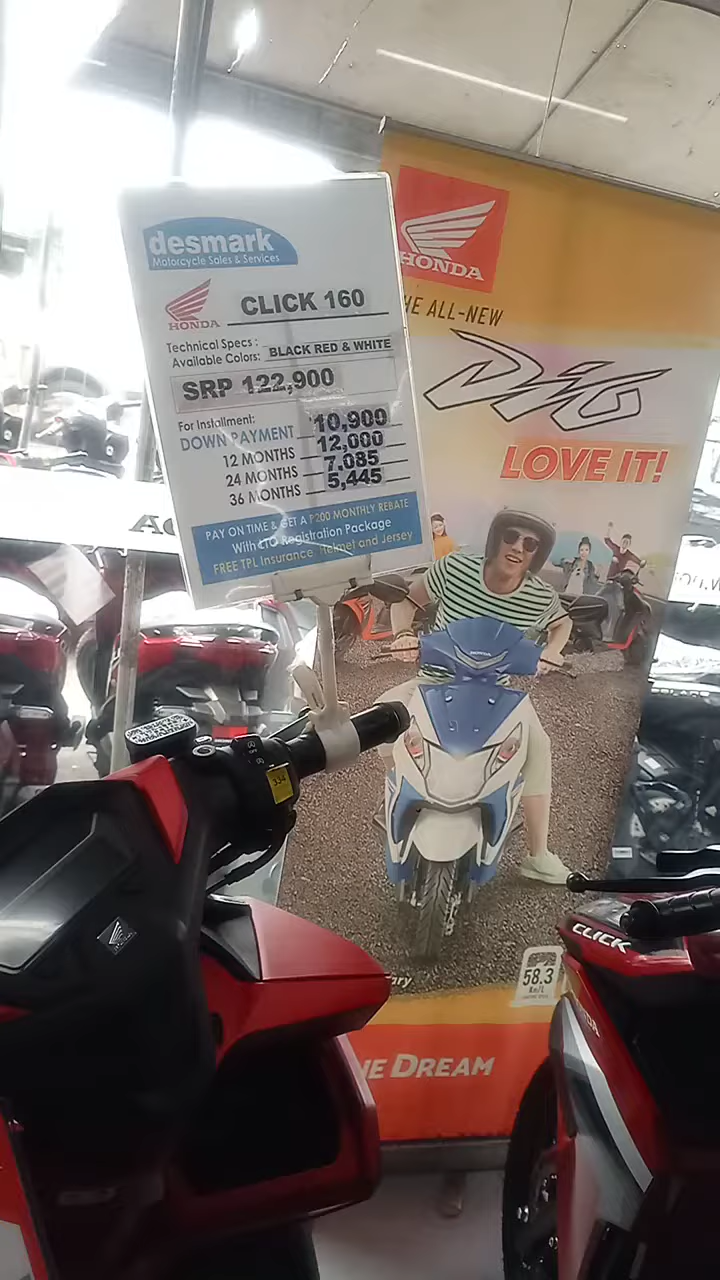 desmark
Motorcycle Sales & Services
HONDA
CLICK 160
Technical Specs :
Available Colors: BLACK RED & WHITE
SRP 122,900
For Installment:
DOWN PAYMENT 10,900
12 MONTHS 12,000
24 MONTHS 7,085
36 MONTHS 5,445
PAY ON TIME & GET A ₱200 MONTHLY REBATE
With LTO Registration Package
FREE TPL Insurance, Helmet and Jersey
HONDA
HE ALL-NEW
DIO
LOVE IT!
HONDA
58.3
Km/L
CLICK
NE DREAM